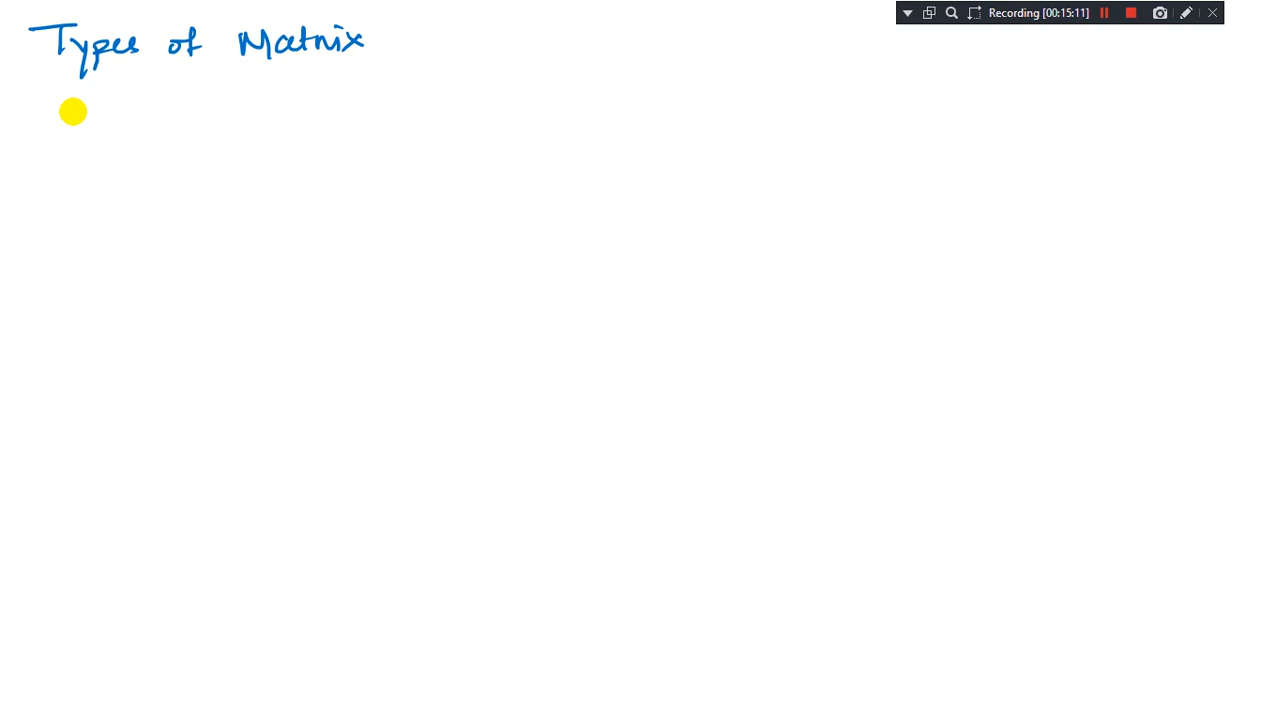 Types of Matrix
Recording [00:15:11]